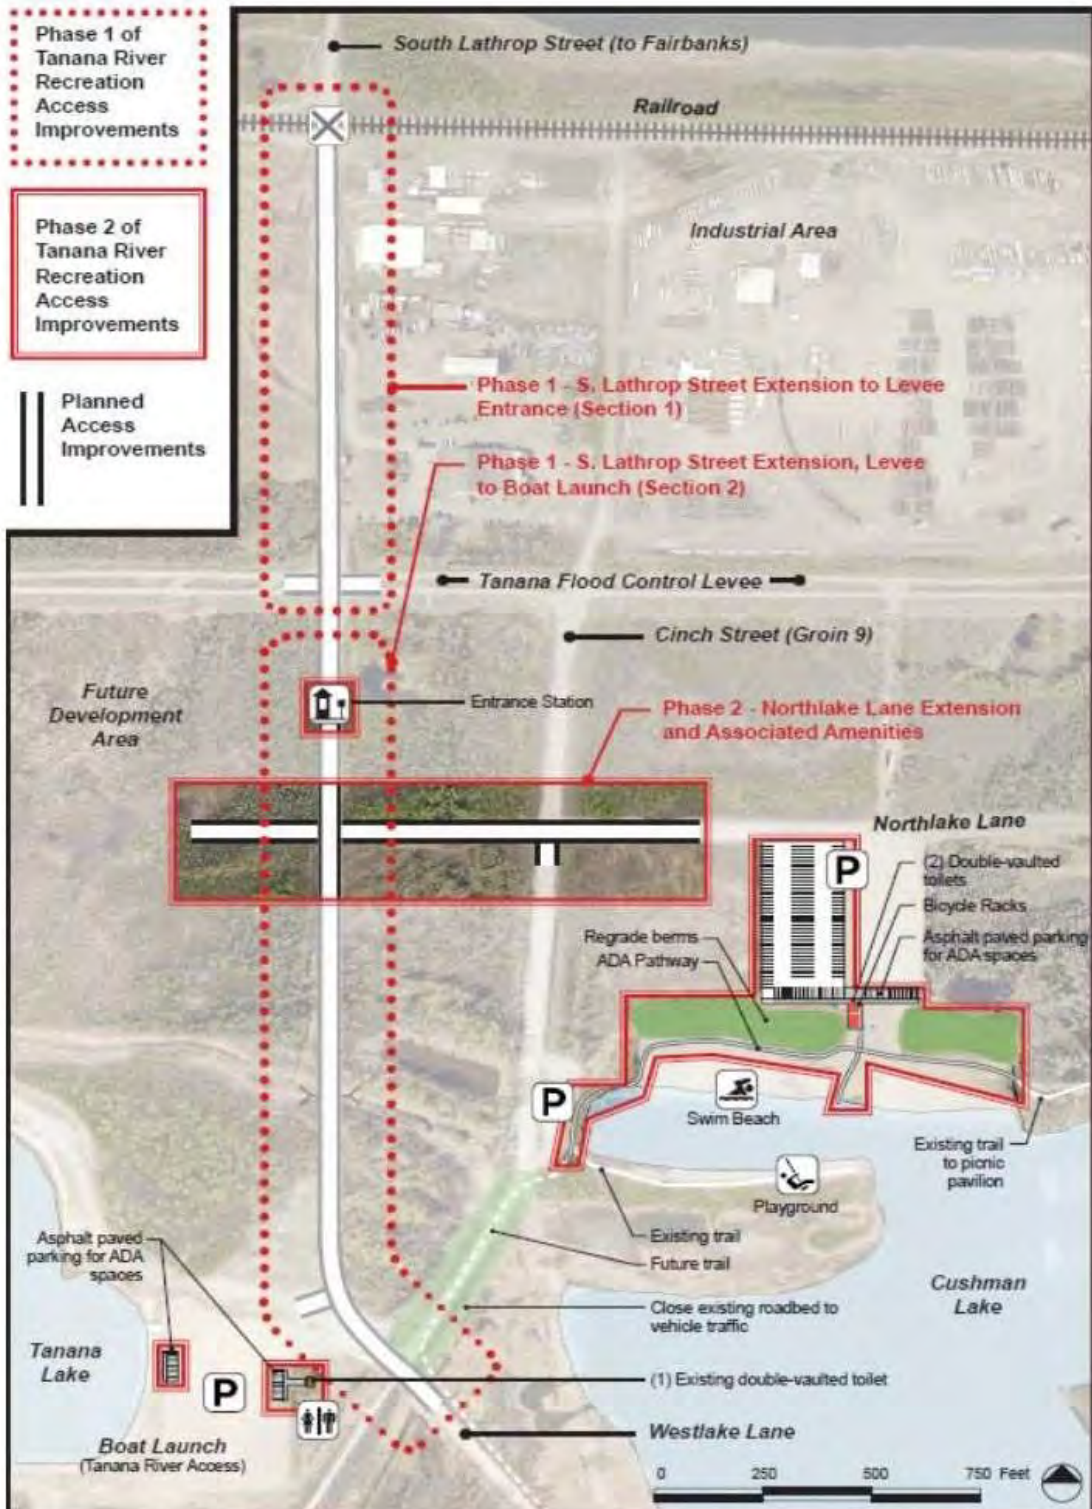 Phase 1 of
Tanana River
Recreation
Access
Improvements
Phase 2 of
Tanana River
Recreation
Access
Improvements
Planned
Access
Improvements
South Lathrop Street (to Fairbanks)
Railroad
Industrial Area
Phase 1 - S. Lathrop Street Extension to Levee
Entrance (Section 1)
Phase 1 - S. Lathrop Street Extension, Levee
to Boat Launch (Section 2)
Tanana Flood Control Levee
Cinch Street (Groin 9)
Future
Development
Area
Entrance Station
Phase 2 - Northlake Lane Extension
and Associated Amenities
Northlake Lane
P
(2) Double-vaulted
toilets
Bicycle Racks
Asphalt paved parking
for ADA spaces
Regrade berms
ADA Pathway
P
Swim Beach
Existing trail
to picnic
pavilion
Playground
Existing trail
Future trail
Asphalt paved
parking for ADA
spaces
Close existing roadbed to
vehicle traffic
Cushman
Lake
Tanana
Lake
P
(1) Existing double-vaulted toilet
Westlake Lane
Boat Launch
(Tanana River Access)
0 250 500 750 Feet